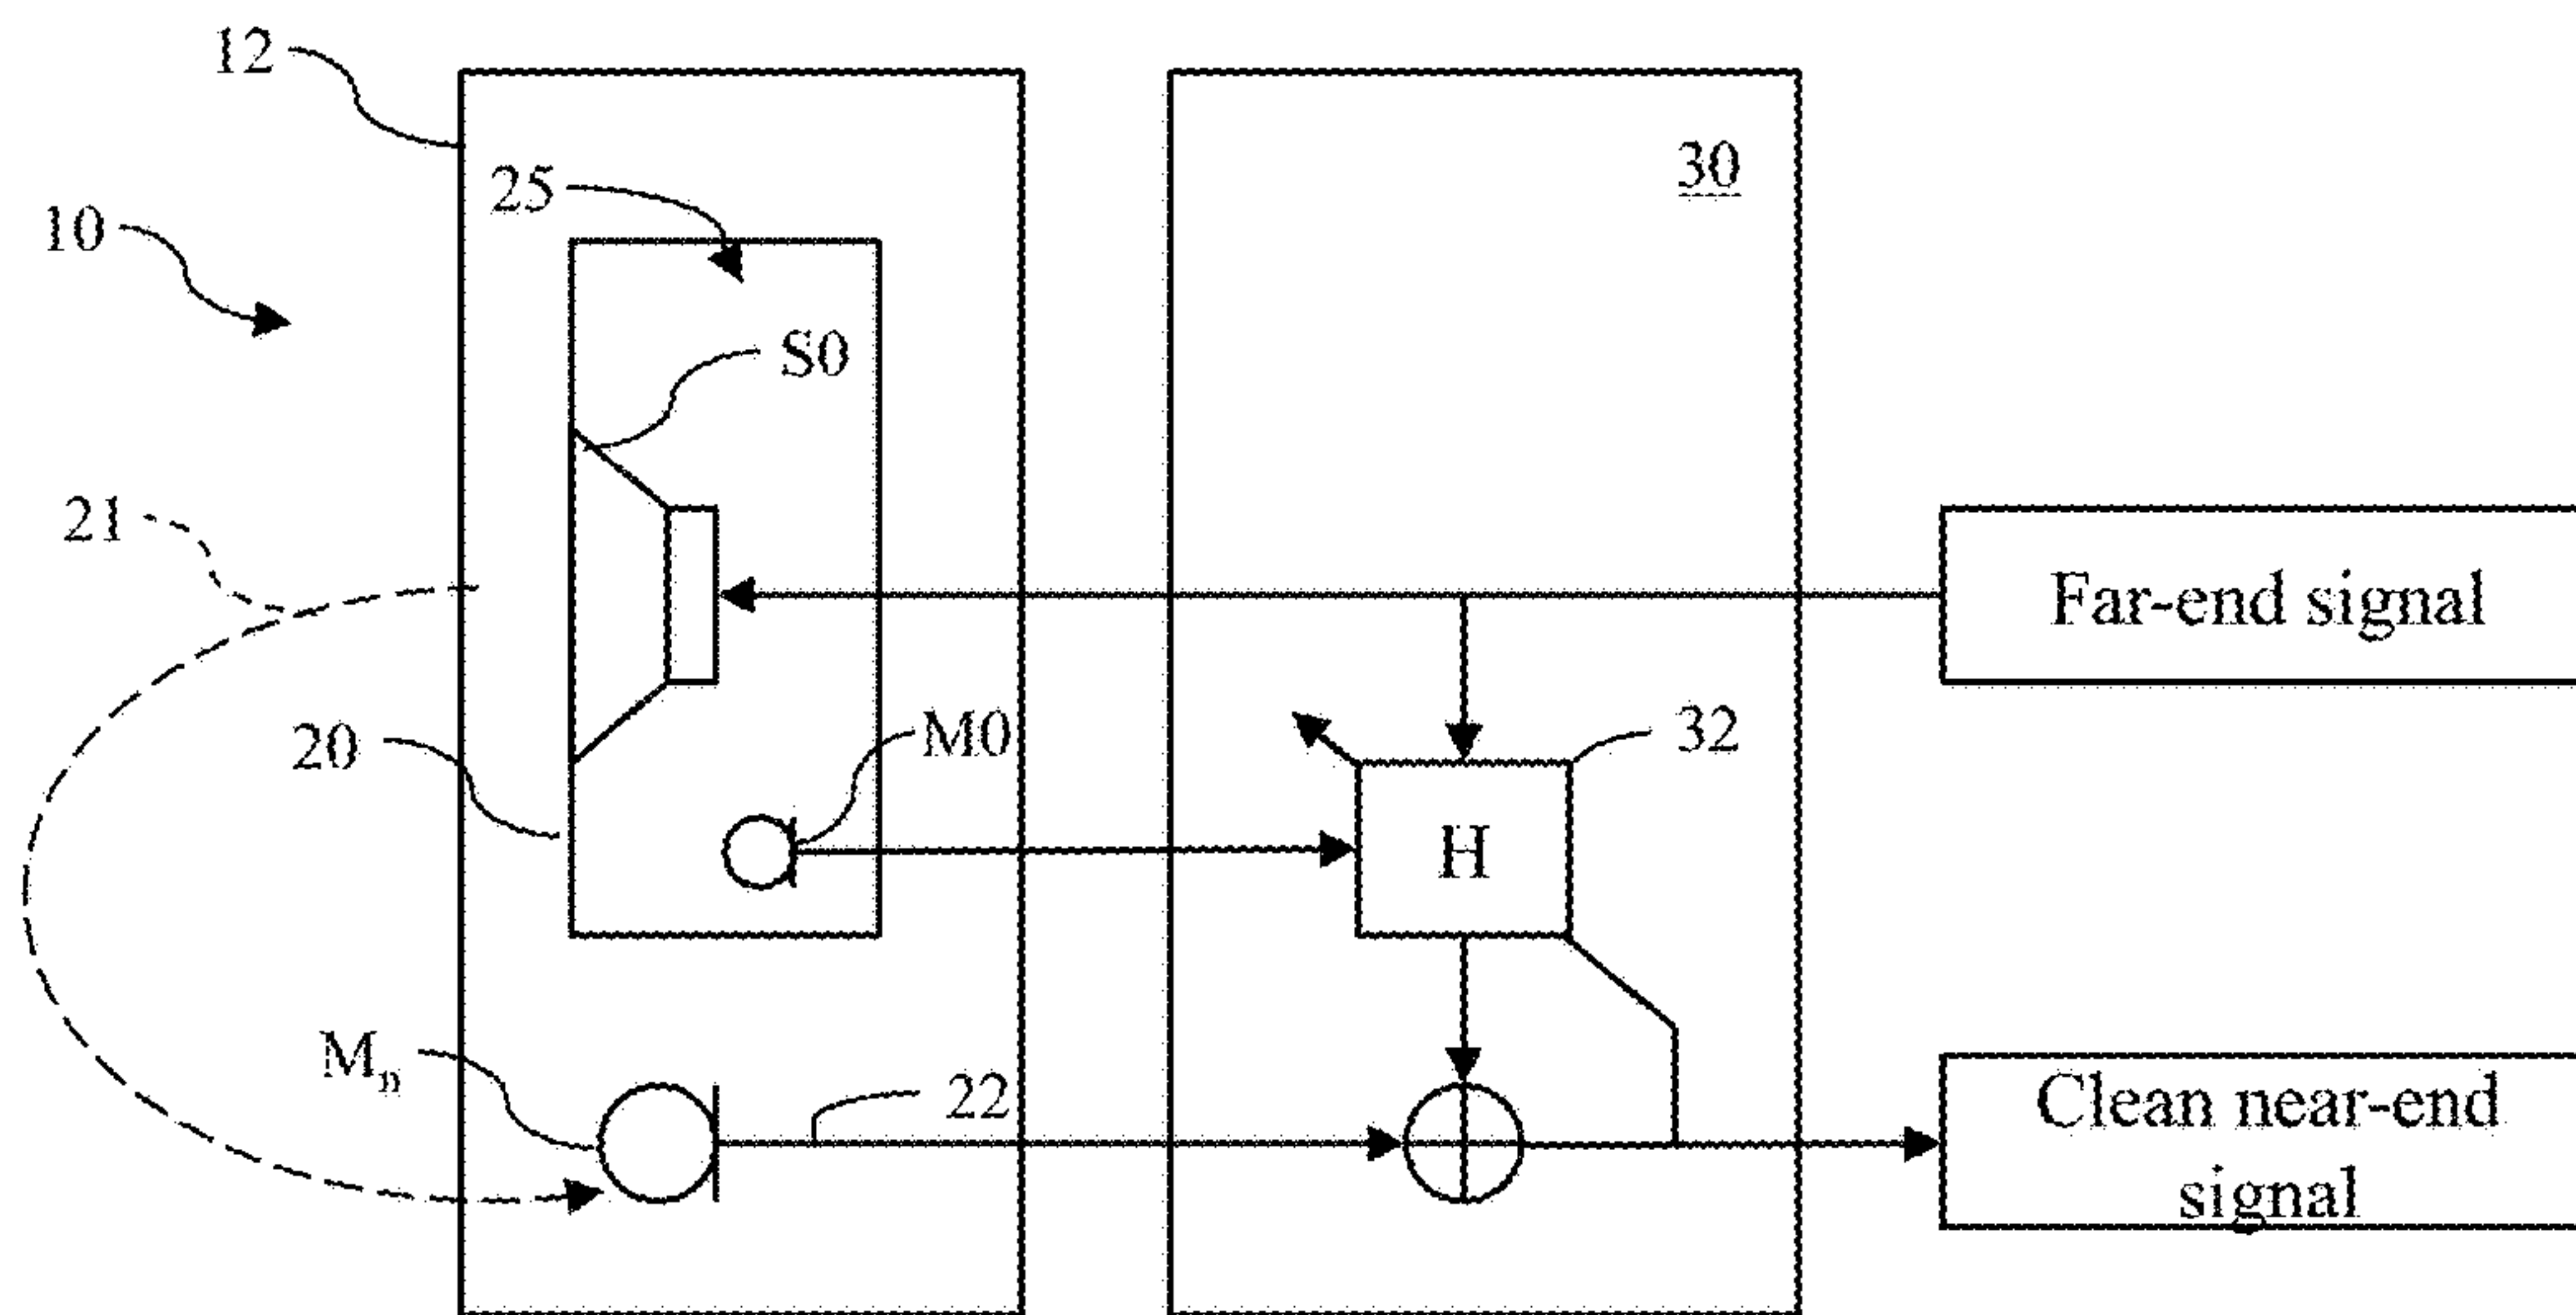 12
30
25
10
S0
21
Far-end signal
M0
32
20
H
Mn
22
Clean near-end
signal